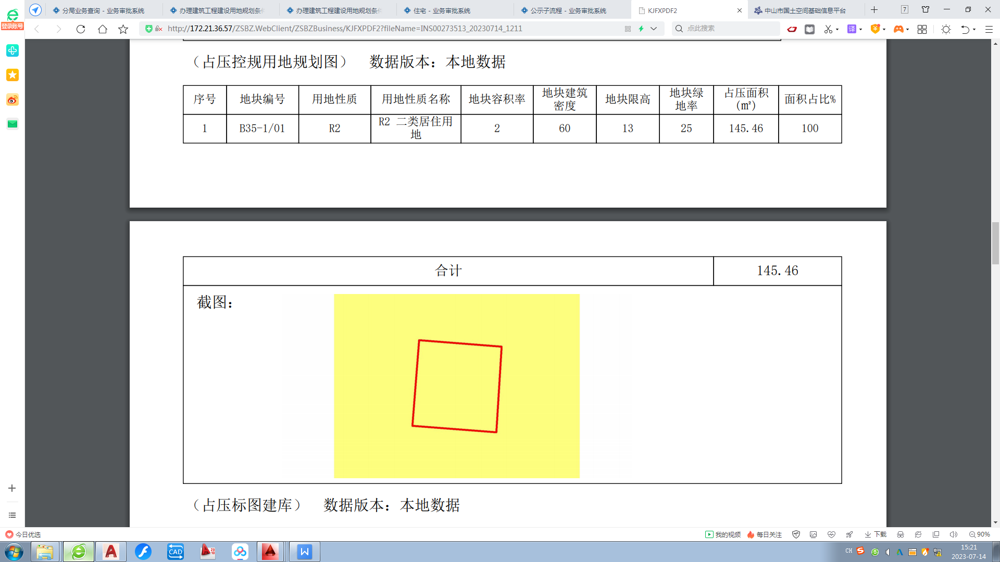 登录账号
分局业务查询 - 业务审批系统
办理建筑工程建设用地规划条件
办理建筑工程建设用地规划条件
住宅 - 业务审批系统
公示子流程 - 业务审批系统
KJFXPDF2
中山市国土空间基础信息平台
7
http://172.21.36.57/ZSBZ.WebClient/ZSBZBusiness/KJFXPDF2?fileName=INS00273513_20230714_1211
点此搜索
译
（占压控规用地规划图） 数据版本：本地数据
序号 地块编号 用地性质 用地性质名称 地块容积率 地块建筑密度 地块限高 地块绿地率 占压面积(㎡) 面积占比%
1 B35-1/01 R2 R2 二类居住用地 2 60 13 25 145.46 100
合计 145.46
截图：
（占压标图建库） 数据版本：本地数据
今日优选
我的视频
每日关注
下载
90%
CAD
CH
15:21
2023-07-14